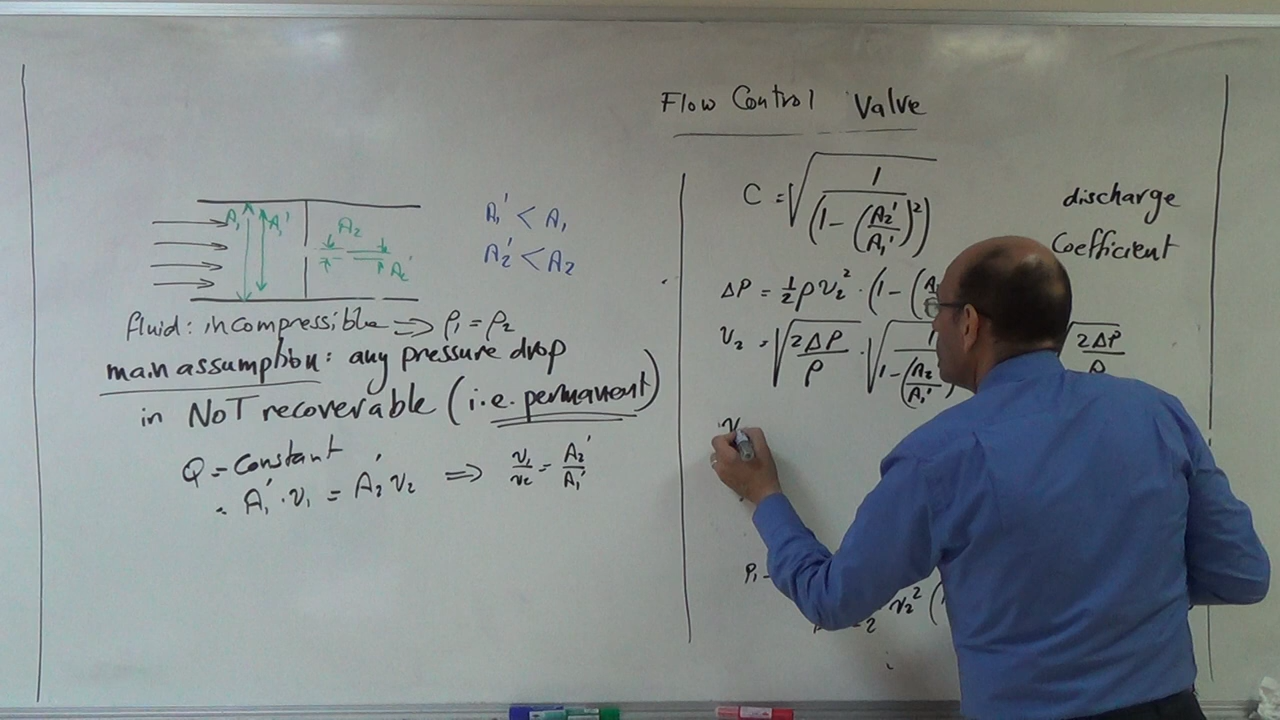 Flow Control Valve
A₁ A₁' A₂ A₂'
A₁' < A₁
A₂' < A₂
fluid: incompressible ⇒ ρ₁ = ρ₂
main assumption: any pressure drop
in NOT recoverable (i.e. permanent)
Q = Constant
= A₁'·v₁ = A₂'v₂ ⇒ v₁/v₂ = A₂'/A₁'
C = √(1/(1-(A₂'/A₁')²))
discharge
Coefficient
ΔP = ½ρv₂²·(1-(A
v₂ = √(2ΔP/ρ)·√(1/1-(A₂/A₁' √(2ΔP/ρ)
v
P₁ -
v₂² (